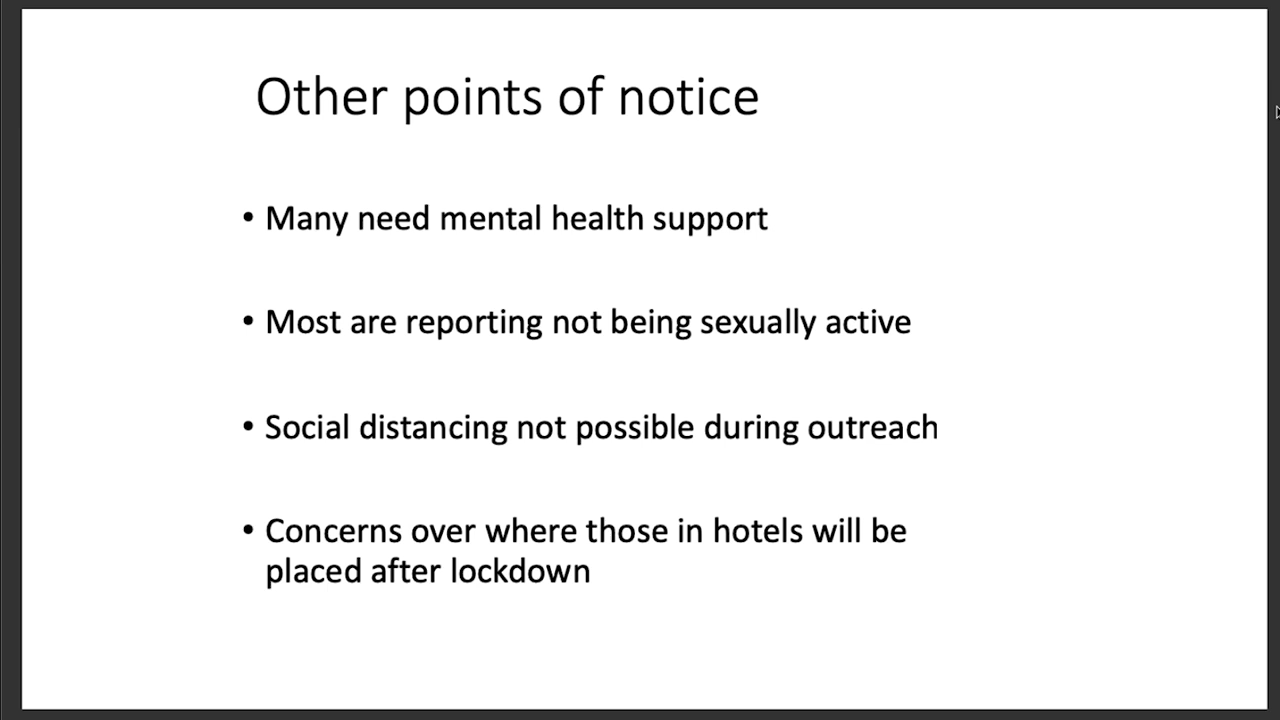 Other points of notice
• Many need mental health support
• Most are reporting not being sexually active
• Social distancing not possible during outreach
• Concerns over where those in hotels will be
placed after lockdown